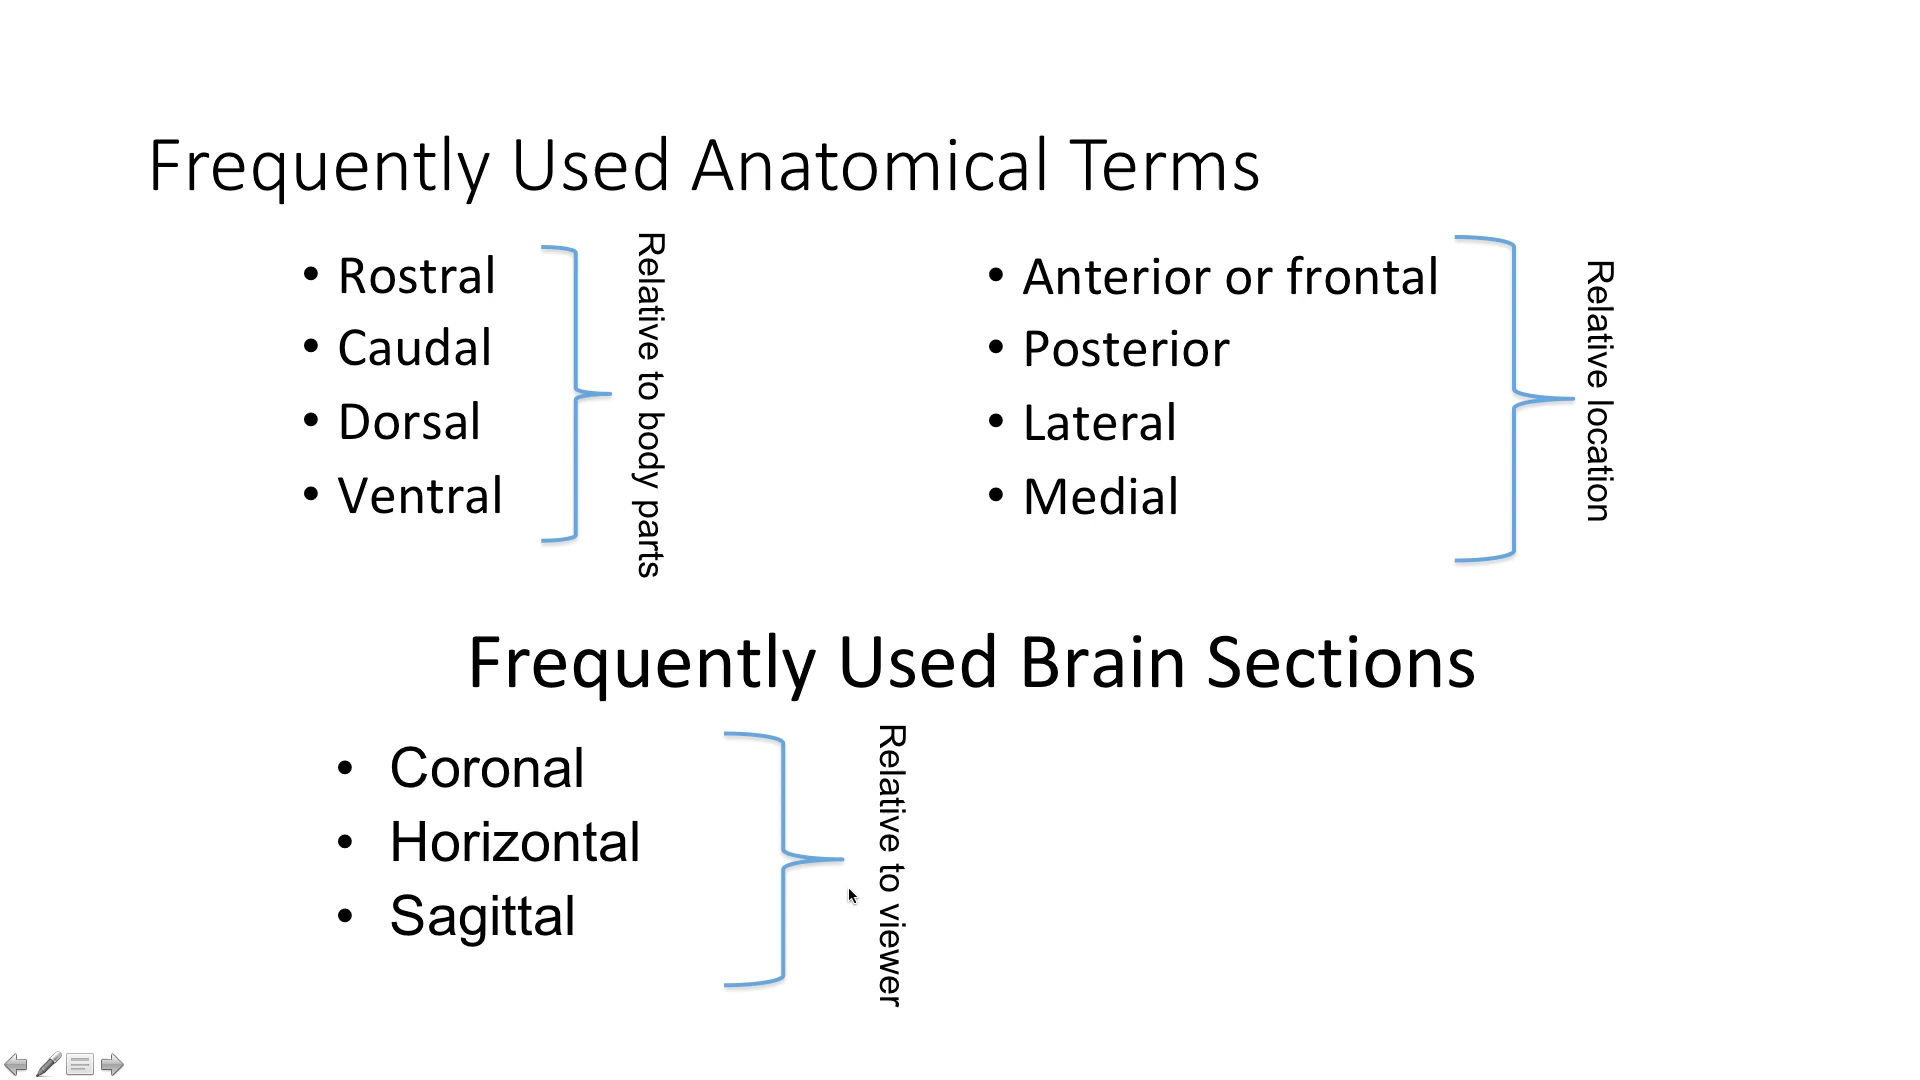 Frequently Used Anatomical Terms
• Rostral
• Caudal
• Dorsal
• Ventral
Relative to body parts
• Anterior or frontal
• Posterior
• Lateral
• Medial
Relative location
Frequently Used Brain Sections
• Coronal
• Horizontal
• Sagittal
Relative to viewer